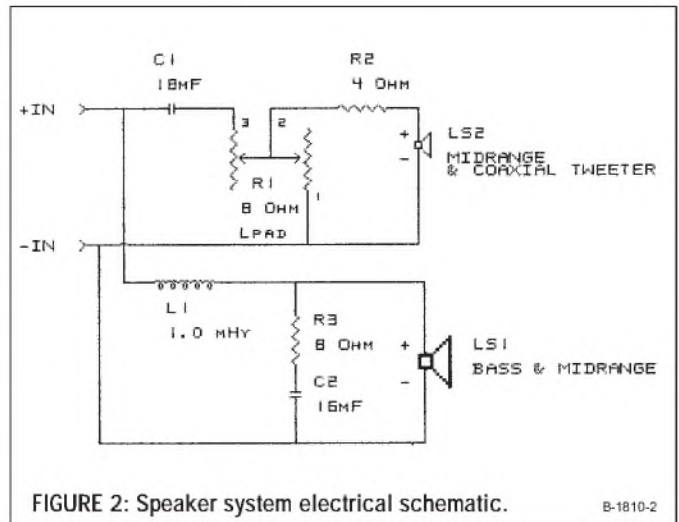 C1
18MF
R2
4 OHM
+IN
3
2
+
-
LS2
MIDRANGE
& COAXIAL TWEETER
R1
8 OHM
LPAD
1
-IN
L1
1.0 MHY
R3
8 OHM
C2
16MF
+
-
LS1
BASS & MIDRANGE
FIGURE 2: Speaker system electrical schematic.
B-1810-2